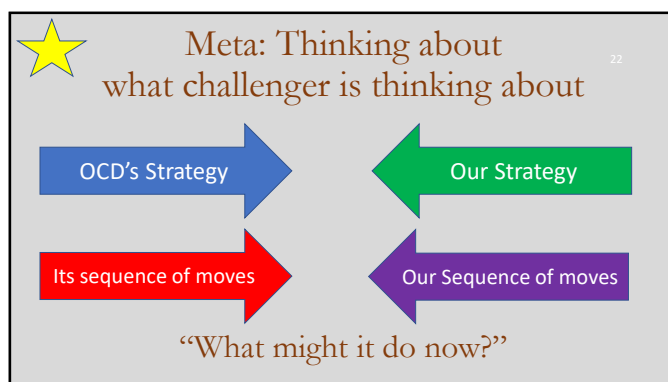 Meta: Thinking about
what challenger is thinking about
22
OCD's Strategy
Our Strategy
Its sequence of moves
Our Sequence of moves
“What might it do now?”